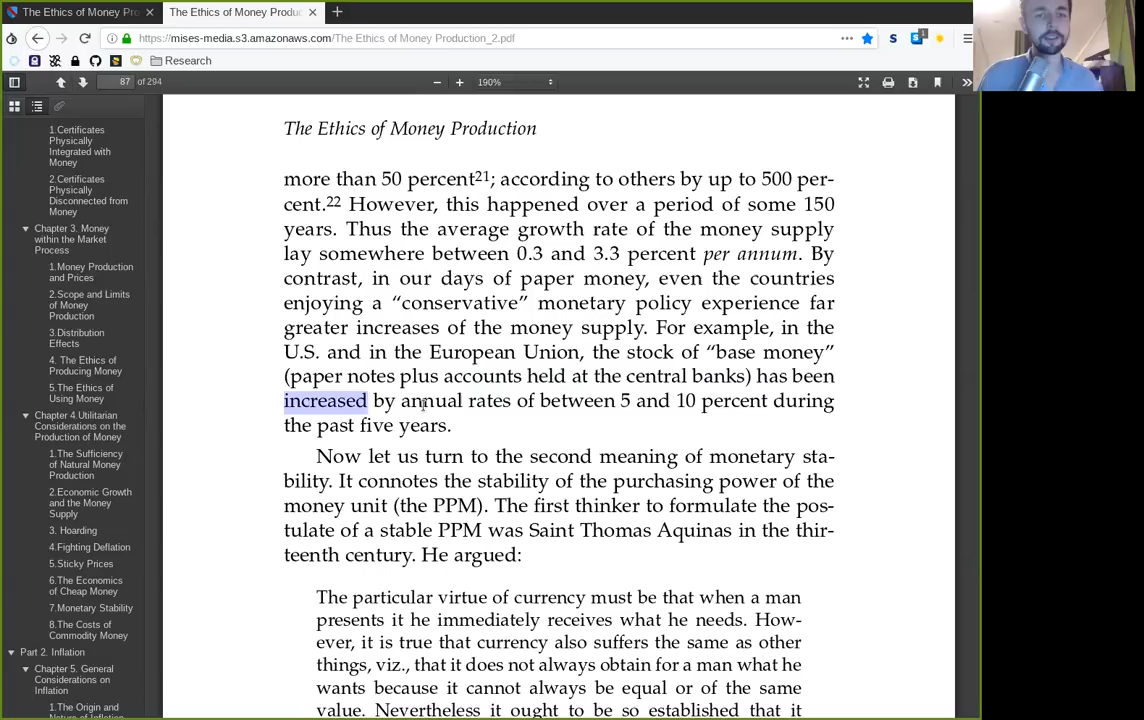 The Ethics of Money Pro
The Ethics of Money Produc
https://mises-media.s3.amazonaws.com/The Ethics of Money Production_2.pdf
Research
87 of 294
190%
1.Certificates
Physically
Integrated with
Money
2.Certificates
Physically
Disconnected from
Money
Chapter 3. Money
within the Market
Process
1.Money Production
and Prices
2.Scope and Limits
of Money
Production
3.Distribution
Effects
4. The Ethics of
Producing Money
5.The Ethics of
Using Money
Chapter 4.Utilitarian
Considerations on the
Production of Money
1.The Sufficiency
of Natural Money
Production
2.Economic Growth
and the Money
Supply
3. Hoarding
4.Fighting Deflation
5.Sticky Prices
6.The Economics
of Cheap Money
7.Monetary Stability
8.The Costs of
Commodity Money
Part 2. Inflation
Chapter 5. General
Considerations on
Inflation
1.The Origin and
Nature of Inflation
The Ethics of Money Production
more than 50 percent21; according to others by up to 500 per-
cent.22 However, this happened over a period of some 150
years. Thus the average growth rate of the money supply
lay somewhere between 0.3 and 3.3 percent per annum. By
contrast, in our days of paper money, even the countries
enjoying a “conservative” monetary policy experience far
greater increases of the money supply. For example, in the
U.S. and in the European Union, the stock of “base money”
(paper notes plus accounts held at the central banks) has been
increased by annual rates of between 5 and 10 percent during
the past five years.
Now let us turn to the second meaning of monetary sta-
bility. It connotes the stability of the purchasing power of the
money unit (the PPM). The first thinker to formulate the pos-
tulate of a stable PPM was Saint Thomas Aquinas in the thir-
teenth century. He argued:
The particular virtue of currency must be that when a man
presents it he immediately receives what he needs. How-
ever, it is true that currency also suffers the same as other
things, viz., that it does not always obtain for a man what he
wants because it cannot always be equal or of the same
value. Nevertheless it ought to be so established that it